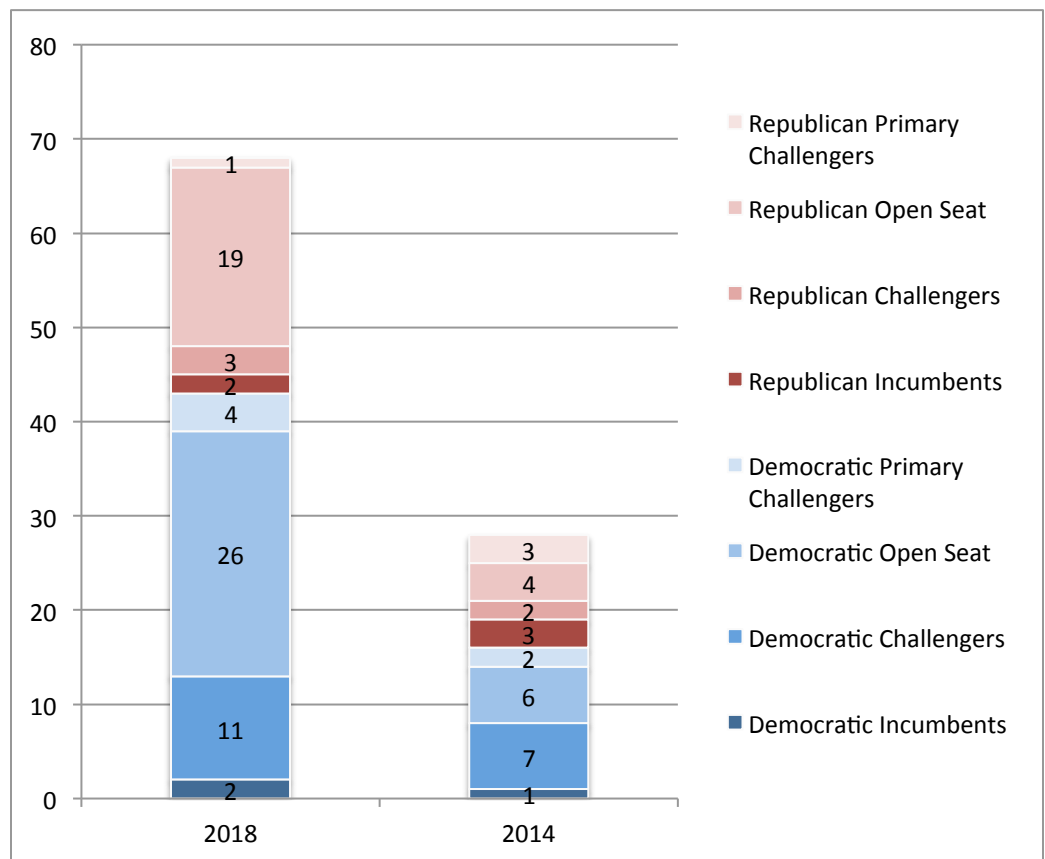 80
70
60
50
40
30
20
10
0
1
19
3
2
4
26
11
2
3
4
2
3
2
6
7
1
2018
2014
Republican Primary
Challengers
Republican Open Seat
Republican Challengers
Republican Incumbents
Democratic Primary
Challengers
Democratic Open Seat
Democratic Challengers
Democratic Incumbents